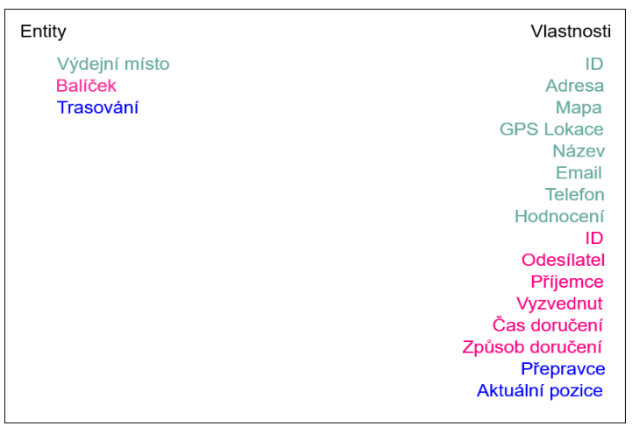 Entity
Vlastnosti
Výdejní místo
ID
Balíček
Adresa
Trasování
Mapa
GPS Lokace
Název
Email
Telefon
Hodnocení
ID
Odesílatel
Příjemce
Vyzvednut
Čas doručení
Způsob doručení
Přepravce
Aktuální pozice